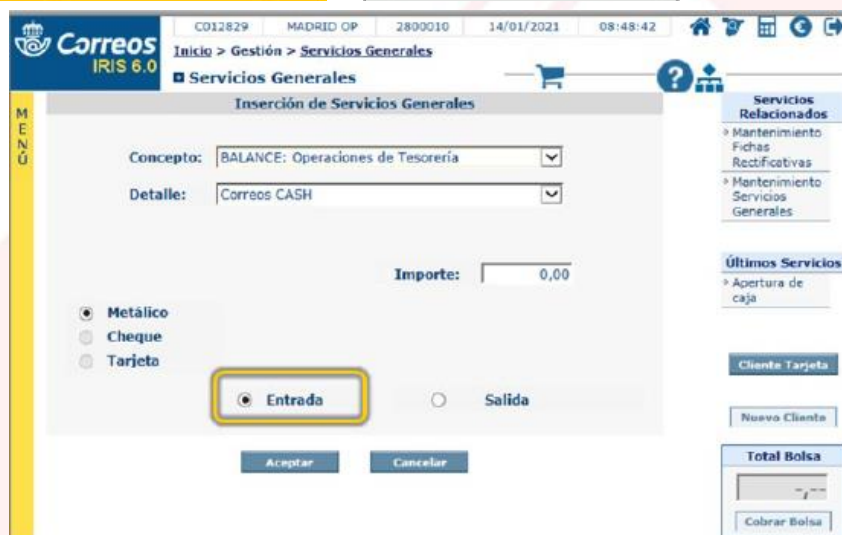 C012829 MADRID OP 2800010 14/01/2021 08:48:42
Correos
IRIS 6.0
Inicio > Gestión > Servicios Generales
Servicios Generales
MENÚ
Inserción de Servicios Generales
Concepto: BALANCE: Operaciones de Tesorería
Detalle: Correos CASH
Importe: 0,00
Metálico
Cheque
Tarjeta
Entrada Salida
Aceptar Cancelar
Servicios
Relacionados
Mantenimiento
Fichas
Rectificativas
Mantenimiento
Servicios
Generales
Últimos Servicios
Apertura de
caja
Cliente Tarjeta
Nuevo Cliente
Total Bolsa
-,--
Cobrar Bolsa